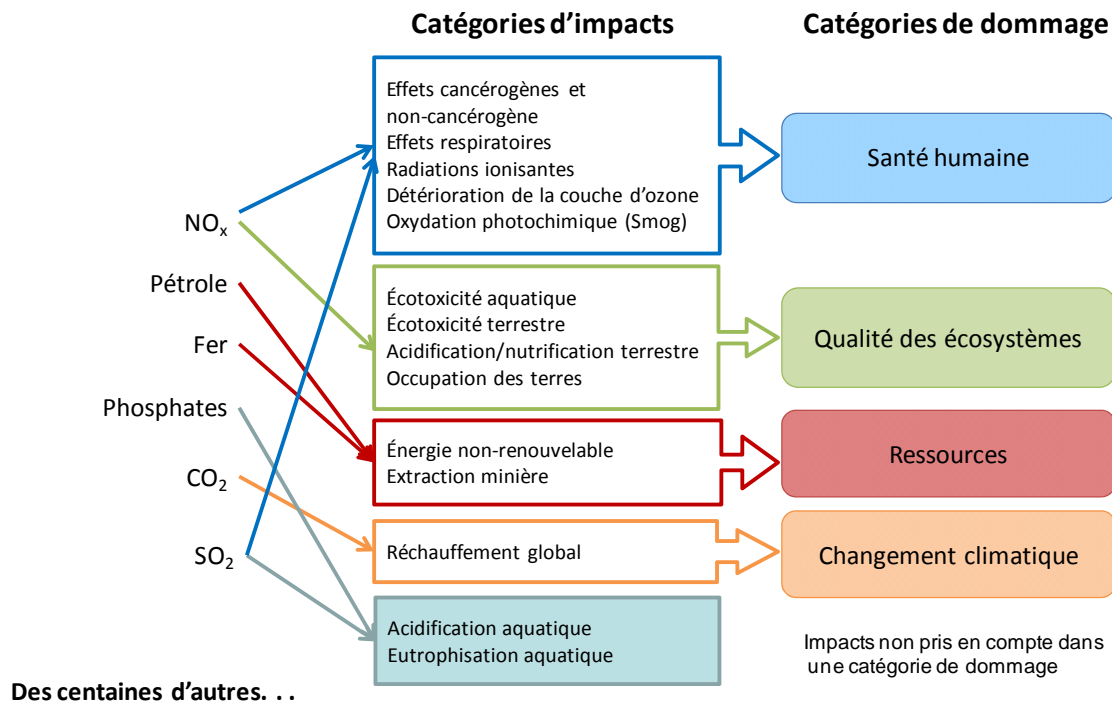 Catégories d'impacts
Catégories de dommage
Effets cancérogènes et
non-cancérogène
Effets respiratoires
Radiations ionisantes
Détérioration de la couche d'ozone
Oxydation photochimique (Smog)
Santé humaine
NOx
Pétrole
Fer
Phosphates
CO2
SO2
Écotoxicité aquatique
Écotoxicité terrestre
Acidification/nutrification terrestre
Occupation des terres
Qualité des écosystèmes
Énergie non-renouvelable
Extraction minière
Ressources
Réchauffement global
Changement climatique
Acidification aquatique
Eutrophisation aquatique
Impacts non pris en compte dans
une catégorie de dommage
Des centaines d'autres. . .